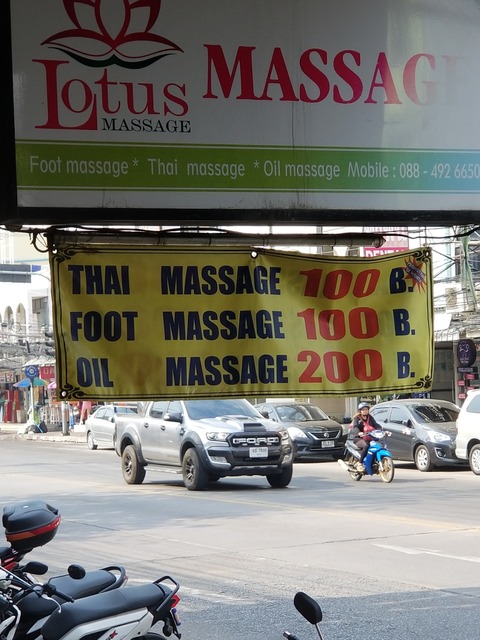 Lotus
MASSAGE
MASSAG
Foot massage * Thai massage * Oil massage Mobile : 088 - 492 6650
THAI MASSAGE 100 B.
FOOT MASSAGE 100 B.
OIL MASSAGE 200 B.
FORD